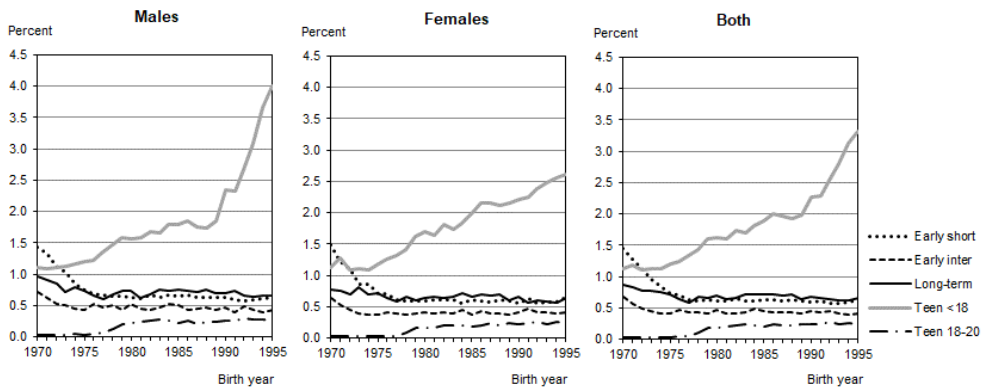 Males
Percent
4.5
4.0
3.5
3.0
2.5
2.0
1.5
1.0
0.5
0.0
1970 1975 1980 1985 1990 1995
Birth year
Females
Percent
4.5
4.0
3.5
3.0
2.5
2.0
1.5
1.0
0.5
0.0
1970 1975 1980 1985 1990 1995
Birth year
Both
Percent
4.5
4.0
3.5
3.0
2.5
2.0
1.5
1.0
0.5
0.0
1970 1975 1980 1985 1990 1995
Birth year
Early short
Early inter
Long-term
Teen <18
Teen 18-20